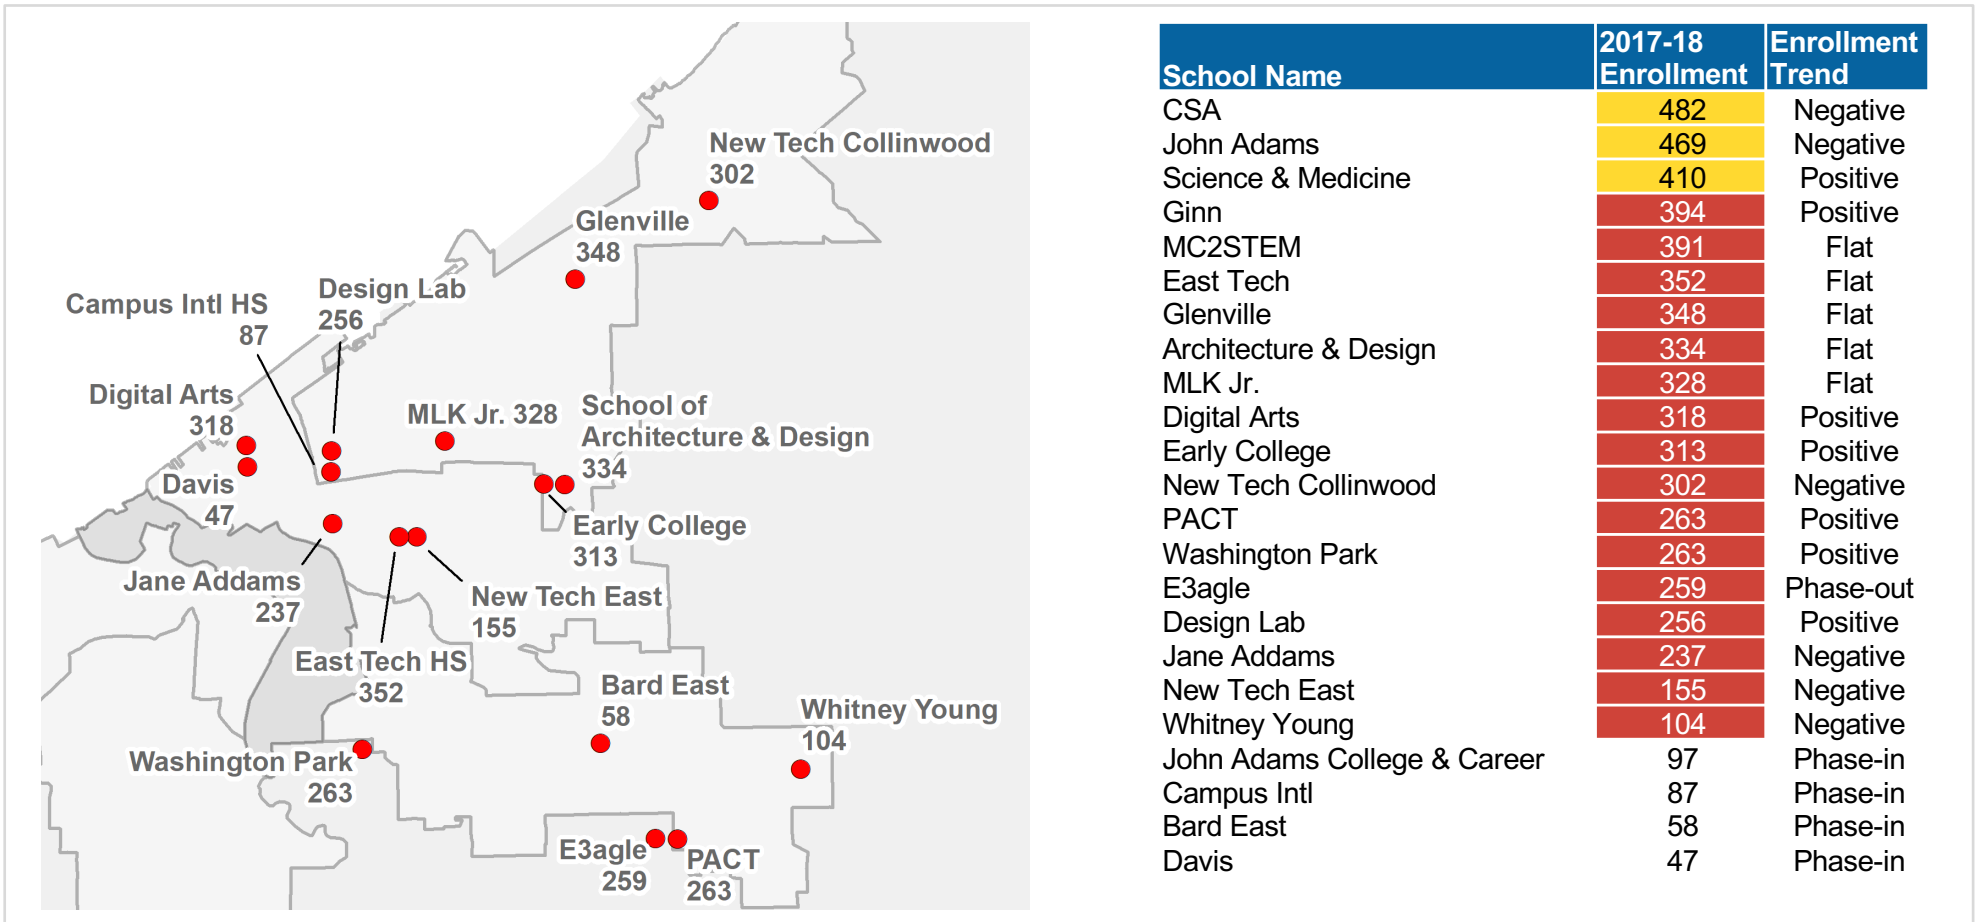 New Tech Collinwood
302
Glenville
348
Design Lab
256
Campus Intl HS
87
Digital Arts
318
MLK Jr. 328
School of
Architecture & Design
334
Davis
47
Early College
313
Jane Addams
237
New Tech East
155
East Tech HS
352
Bard East
58
Whitney Young
104
Washington Park
263
E3agle
259
PACT
263
School Name 2017-18 Enrollment Enrollment Trend
CSA 482 Negative
John Adams 469 Negative
Science & Medicine 410 Positive
Ginn 394 Positive
MC2STEM 391 Flat
East Tech 352 Flat
Glenville 348 Flat
Architecture & Design 334 Flat
MLK Jr. 328 Flat
Digital Arts 318 Positive
Early College 313 Positive
New Tech Collinwood 302 Negative
PACT 263 Positive
Washington Park 263 Positive
E3agle 259 Phase-out
Design Lab 256 Positive
Jane Addams 237 Negative
New Tech East 155 Negative
Whitney Young 104 Negative
John Adams College & Career 97 Phase-in
Campus Intl 87 Phase-in
Bard East 58 Phase-in
Davis 47 Phase-in